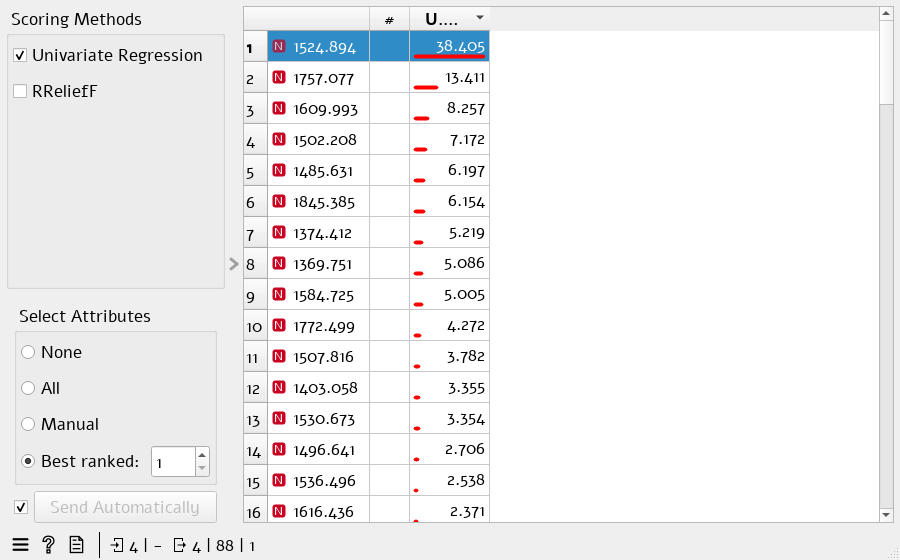 Scoring Methods
Univariate Regression
RReliefF
Select Attributes
None
All
Manual
Best ranked: 1
Send Automatically
# U....
1 N 1524.894 38.405
2 N 1757.077 13.411
3 N 1609.993 8.257
4 N 1502.208 7.172
5 N 1485.631 6.197
6 N 1845.385 6.154
7 N 1374.412 5.219
8 N 1369.751 5.086
9 N 1584.725 5.005
10 N 1772.499 4.272
11 N 1507.816 3.782
12 N 1403.058 3.355
13 N 1530.673 3.354
14 N 1496.641 2.706
15 N 1536.496 2.538
16 N 1616.436 2.371
? 4 | - 4 | 88 | 1